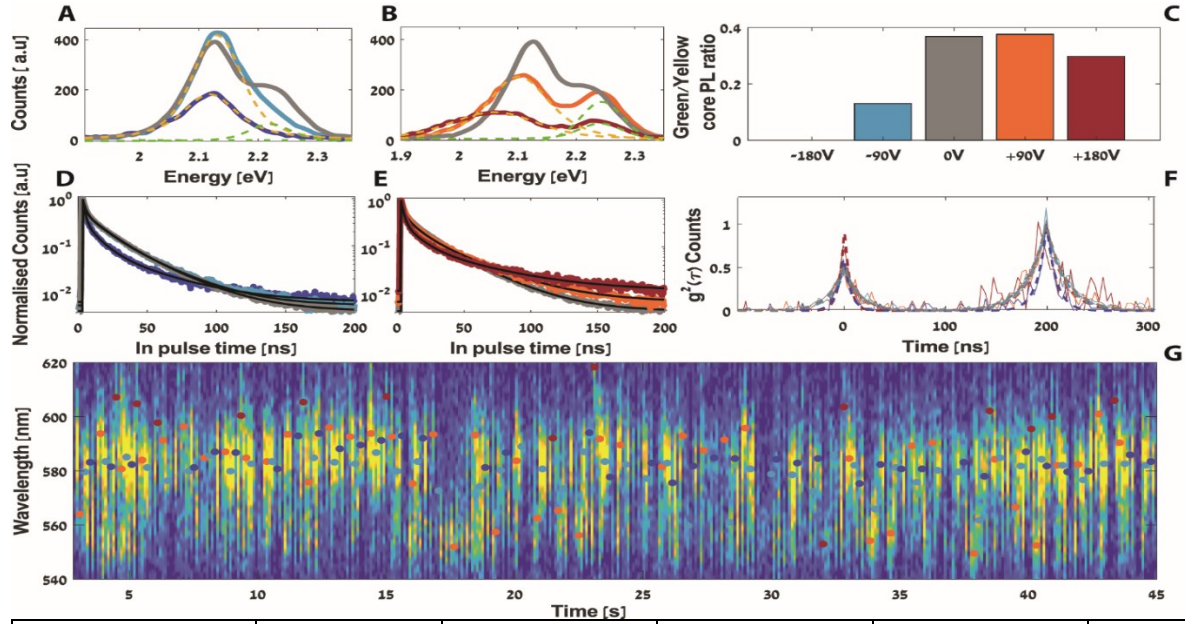 A
B
C
Counts [ a.u]
400
200
0
2
2.1
2.2
2.3
Energy [eV]
400
200
0
1.9
2
2.1
2.2
2.3
Energy [eV]
Green/Yellow
core PL ratio
0.4
0.2
0
-180V
-90V
0V
+90V
+180V
D
E
F
Normalised Counts [a.u]
10⁰
10⁻¹
10⁻²
0
50
100
150
200
In pulse time [ns]
10⁰
10⁻¹
10⁻²
0
50
100
150
200
In pulse time [ns]
g²(τ) Counts
1
0.5
0
0
100
200
300
Time [ns]
G
Wavelength [nm]
620
600
580
560
540
5
10
15
20
25
30
35
40
45
Time [s]